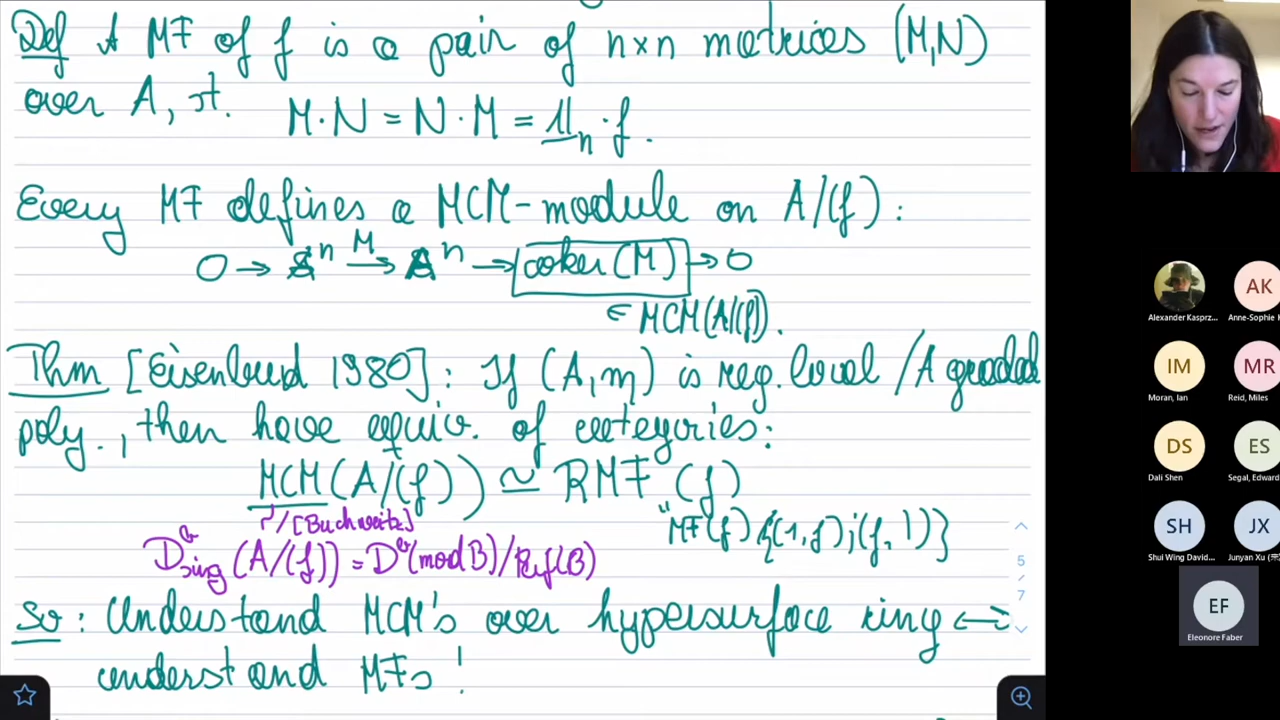 Def A MF of f is a pair of n×n matrices (M,N)
over A, st. M·N = N·M = 𝟙_n · f.
Every MF defines a MCM-module on A/(f):
0 → A^n →^M A^n → coker(M) → 0
∈ MCM(A/(f)).
Thm [Eisenbud 1980]: If (A,m) is reg. local /A graded
poly., then have equiv. of categories:
MCM(A/(f)) ≃ RMF (f)
[Buchweitz] "MF(f)\{(1,f);(f,1)}
D^b_sing (A/(f)) = D^b(modB)/Perf(B)
So: Understand MCM's over hypersurface ring ↔
understand MFs!
5
/
7
Alexander Kasprz...
AK
Anne-Sophie
IM
Moran, Ian
MR
Reid, Miles
DS
Dali Shen
ES
Segal, Edward
SH
Shui Wing David...
JX
Junyan Xu
EF
Eleonore Faber